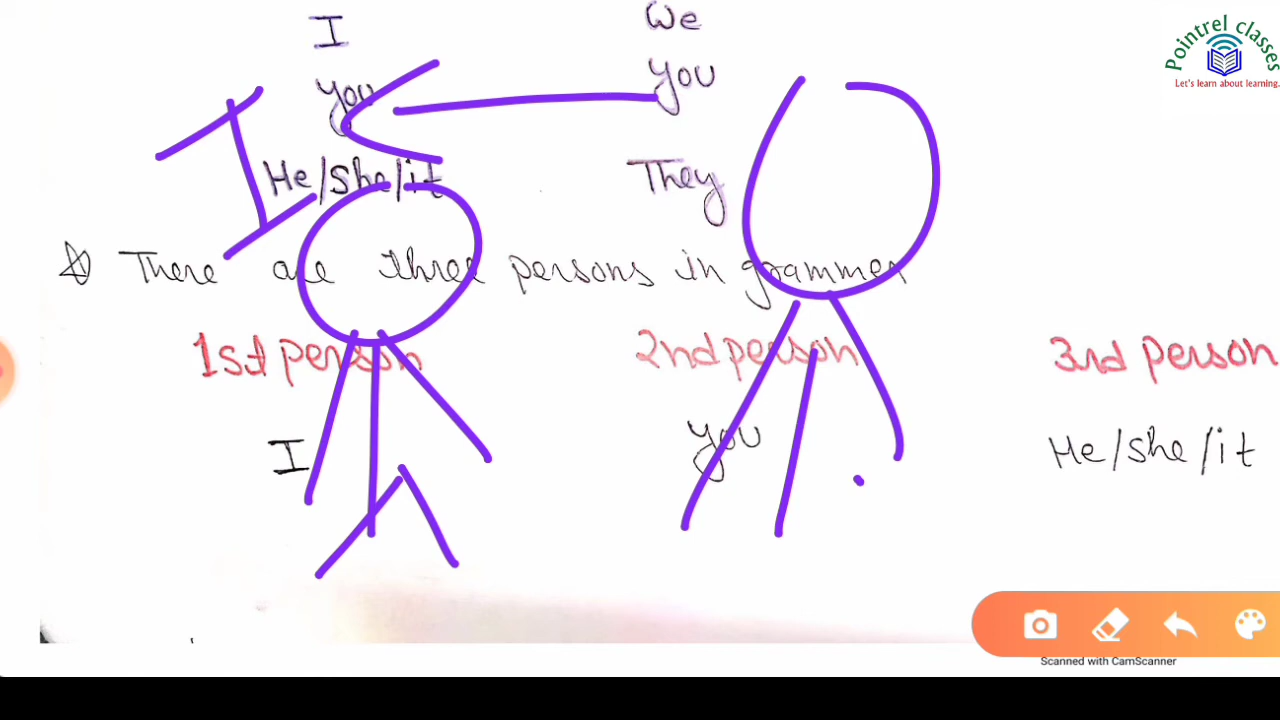 I We
you you
He/she/it They
There are three persons in grammer
1st person 2nd person 3rd person
I you He/she/it
I
Pointrel classes
Let's learn about learning.
Scanned with CamScanner